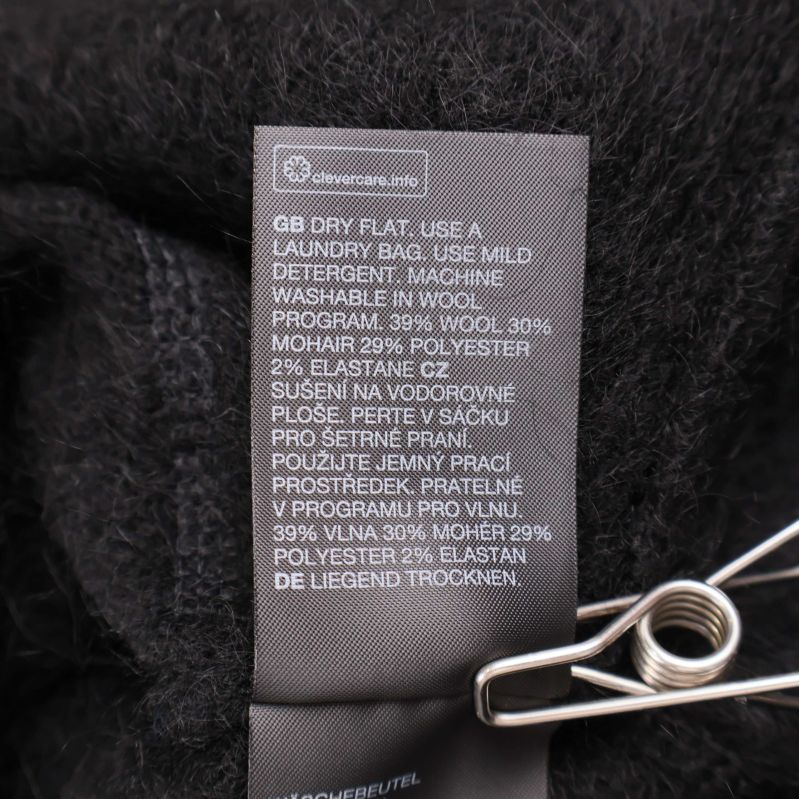 clevercare.info
GB DRY FLAT. USE A
LAUNDRY BAG. USE MILD
DETERGENT. MACHINE
WASHABLE IN WOOL
PROGRAM. 39% WOOL 30%
MOHAIR 29% POLYESTER
2% ELASTANE CZ
SUŠENÍ NA VODOROVNÉ
PLOŠE. PERTE V SÁČKU
PRO ŠETRNÉ PRANÍ.
POUŽIJTE JEMNÝ PRACÍ
PROSTŘEDEK. PRATELNÉ
V PROGRAMU PRO VLNU.
39% VLNA 30% MOHÉR 29%
POLYESTER 2% ELASTAN
DE LIEGEND TROCKNEN.